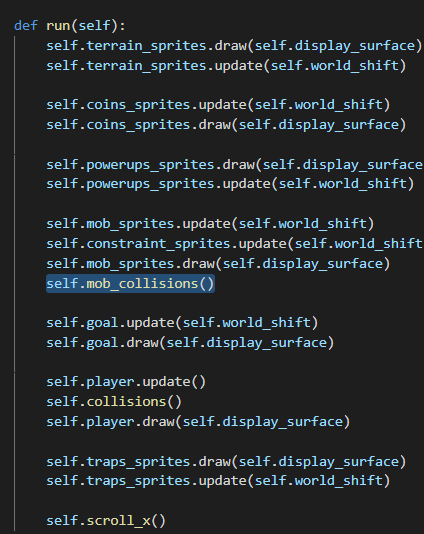 def run(self):
self.terrain_sprites.draw(self.display_surface)
self.terrain_sprites.update(self.world_shift)
self.coins_sprites.update(self.world_shift)
self.coins_sprites.draw(self.display_surface)
self.powerups_sprites.draw(self.display_surface
self.powerups_sprites.update(self.world_shift)
self.mob_sprites.update(self.world_shift)
self.constraint_sprites.update(self.world_shift
self.mob_sprites.draw(self.display_surface)
self.mob_collisions()
self.goal.update(self.world_shift)
self.goal.draw(self.display_surface)
self.player.update()
self.collisions()
self.player.draw(self.display_surface)
self.traps_sprites.draw(self.display_surface)
self.traps_sprites.update(self.world_shift)
self.scroll_x()